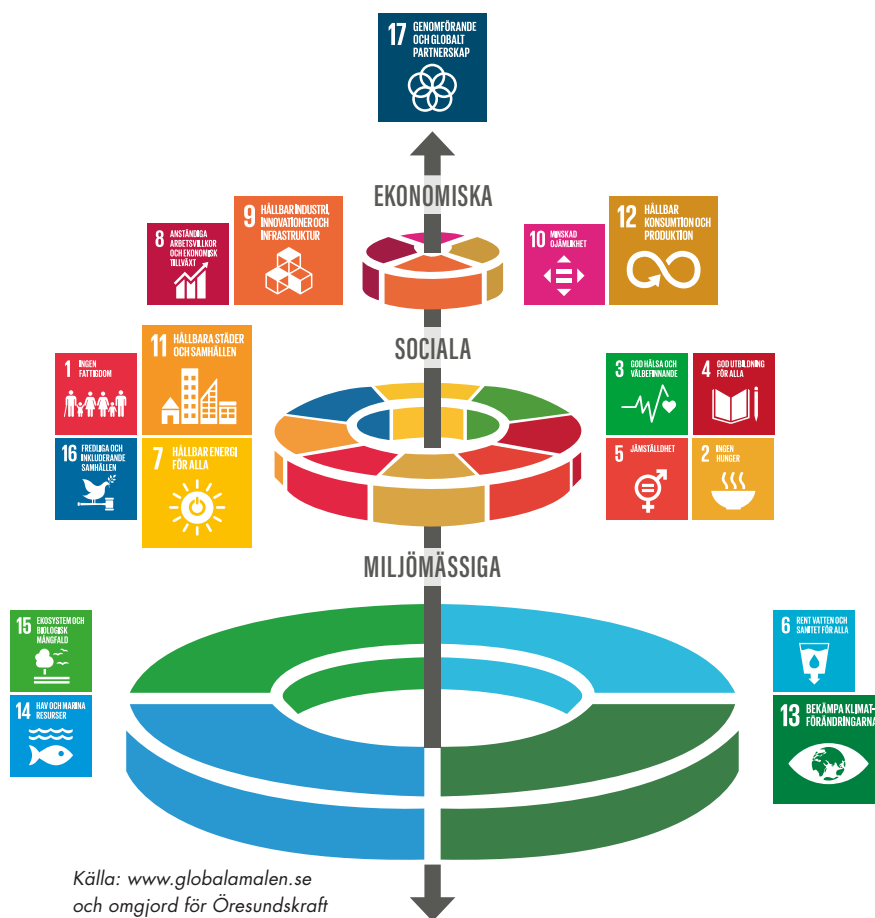 17 GENOMFÖRANDE
OCH GLOBALT
PARTNERSKAP
EKONOMISKA
8 ANSTÄNDIGA
ARBETSVILLKOR
OCH EKONOMISK
TILLVÄXT
9 HÅLLBAR INDUSTRI,
INNOVATIONER OCH
INFRASTRUKTUR
10 MINSKAD
OJÄMLIKHET
12 HÅLLBAR
KONSUMTION OCH
PRODUKTION
SOCIALA
1 INGEN
FATTIGDOM
11 HÅLLBARA STÄDER
OCH SAMHÄLLEN
16 FREDLIGA OCH
INKLUDERANDE
SAMHÄLLEN
7 HÅLLBAR ENERGI
FÖR ALLA
3 GOD HÄLSA OCH
VÄLBEFINNANDE
4 GOD UTBILDNING
FÖR ALLA
5 JÄMSTÄLLDHET
2 INGEN
HUNGER
MILJÖMÄSSIGA
15 EKOSYSTEM OCH
BIOLOGISK
MÅNGFALD
14 HAV OCH MARINA
RESURSER
6 RENT VATTEN OCH
SANITET FÖR ALLA
13 BEKÄMPA KLIMAT-
FÖRÄNDRINGARNA
Källa: www.globalamalen.se
och omgjord för Öresundskraft